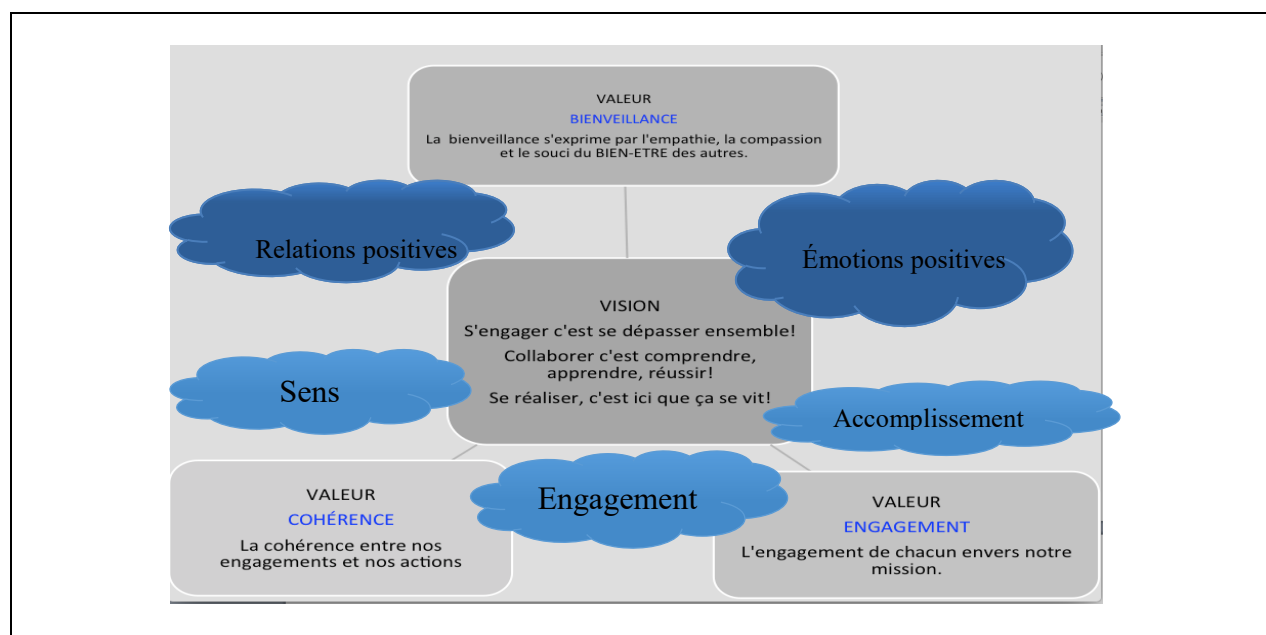 VALEUR
BIENVEILLANCE
La bienveillance s'exprime par l'empathie, la compassion
et le souci du BIEN-ETRE des autres.
Relations positives
Émotions positives
VISION
S'engager c'est se dépasser ensemble!
Collaborer c'est comprendre,
apprendre, réussir!
Se réaliser, c'est ici que ça se vit!
Sens
Accomplissement
Engagement
VALEUR
COHÉRENCE
La cohérence entre nos
engagements et nos actions
VALEUR
ENGAGEMENT
L'engagement de chacun envers notre
mission.